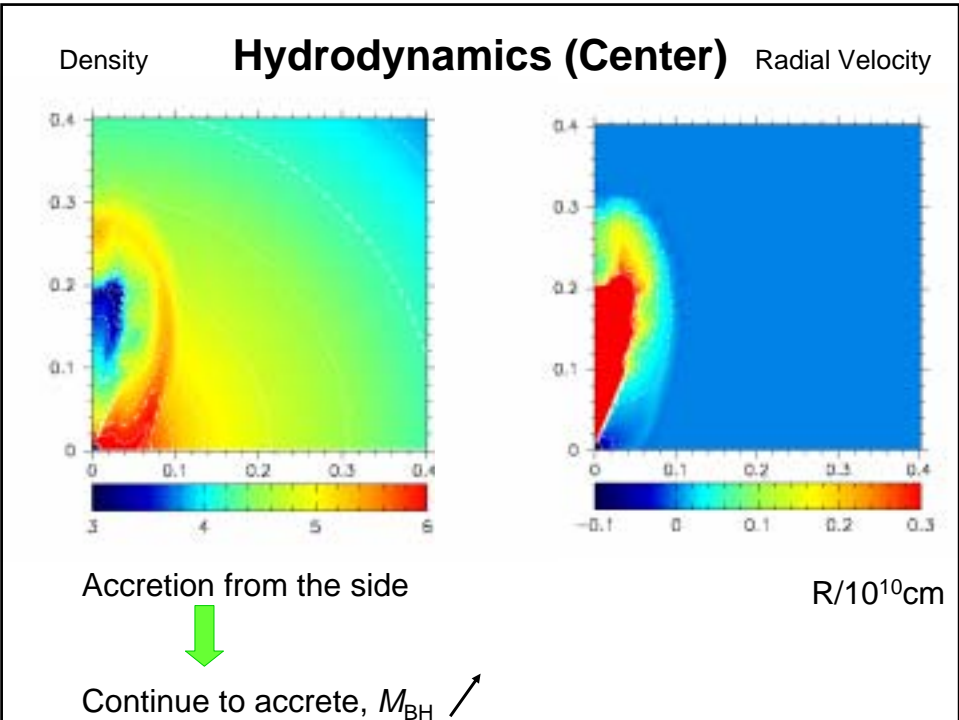 Density Hydrodynamics (Center) Radial Velocity
0.4
0.3
0.2
0.1
0
0 0.1 0.2 0.3 0.4
3 4 5 6
0.4
0.3
0.2
0.1
0
0 0.1 0.2 0.3 0.4
−0.1 0 0.1 0.2 0.3
Accretion from the side
R/10¹⁰cm
Continue to accrete, M_BH